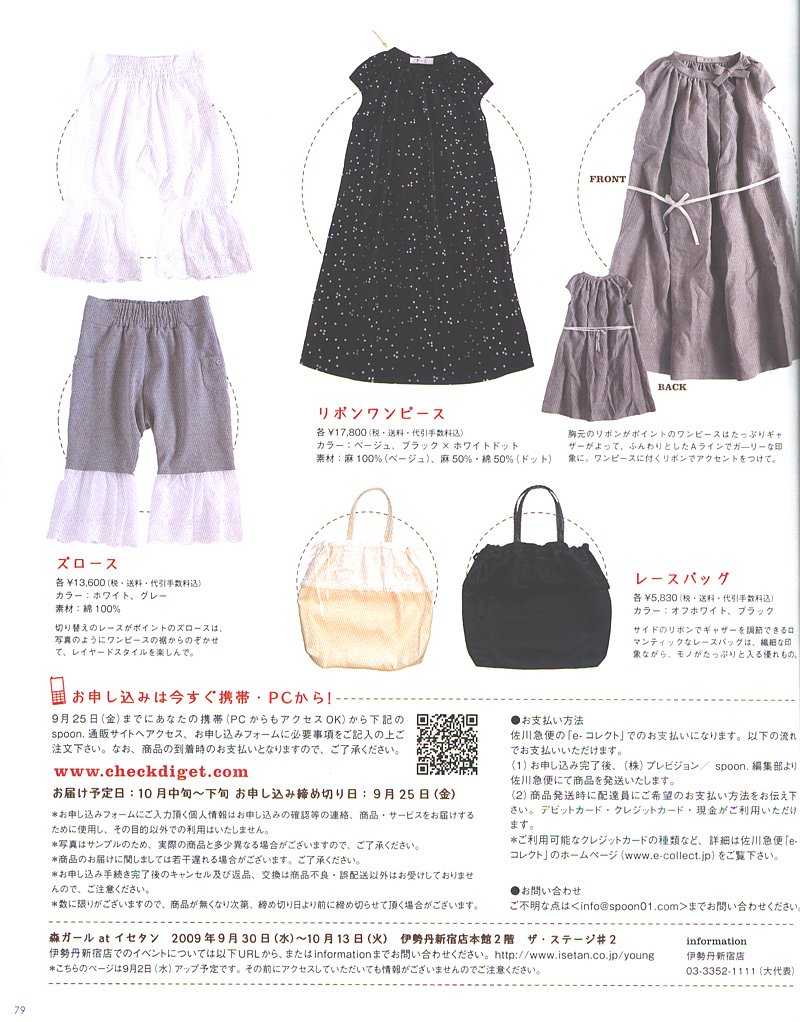 FRONT
BACK
リボンワンピース
各¥17,800(税・送料・代引手数料込)
カラー：ベージュ、ブラック×ホワイトドット
素材：麻100%(ベージュ)、麻50%・綿50%(ドット)
胸元のリボンがポイントのワンピースはたっぷりギャ
ザーがよって、ふんわりとしたAラインでガーリーな印
象に。ワンピースに付くリボンでアクセントをつけて。
ズロース
各¥13,600(税・送料・代引手数料込)
カラー：ホワイト、グレー
素材：綿100%
切り替えのレースがポイントのズロースは、
写真のようにワンピースの裾からのぞかせ
て、レイヤードスタイルを楽しんで。
レースバッグ
各¥5,830(税・送料・代引手数料込)
カラー：オフホワイト、ブラック
サイドのリボンでギャザーを調節できるロ
マンティックなレースバッグは、繊細な印
象ながら、モノがたっぷりと入る優れもの。
お申し込みは今すぐ携帯・PCから!
9月25日(金)までにあなたの携帯(PCからもアクセスOK)から下記の
spoon.通販サイトへアクセス、お申し込みフォームに必要事項をご記入の上ご
注文下さい。なお、商品の到着時のお支払いとなりますので、ご了承ください。
www.checkdiget.com
お届け予定日：10月中旬〜下旬 お申し込み締め切り日：9月25日(金)
*お申し込みフォームにご入力頂く個人情報はお申し込みの確認等の連絡、商品・サービスをお届けする
ために使用し、その目的以外での利用はいたしません。
*写真はサンプルのため、実際の商品と多少異なる場合がございますので、ご了承ください。
*商品のお届けに関しましては若干遅れる場合がございます。ご了承ください。
*お申し込み手続き完了後のキャンセル及び返品、交換は商品不良・誤配送以外はお受けしておりませ
んので、ご注意ください。
*数に限りがございますので、商品が無くなり次第、締め切り日より前に締め切らせて頂く場合がございます。
●お支払い方法
佐川急便の「e-コレクト」でのお支払いになります。以下の流れ
でお支払いいただけます。
(1)お申し込み完了後、(株)プレビジョン／ spoon.編集部より
佐川急便にて商品を発送いたします。
(2)商品発送時に配達員にご希望のお支払い方法をお伝え下
さい。デビットカード・クレジットカード・現金がご利用いただけ
ます。
*ご利用可能なクレジットカードの種類など、詳細は佐川急便「e-
コレクト」のホームページ(www.e-collect.jp)をご覧下さい。
●お問い合わせ
ご不明な点は<info@spoon01.com>までお問い合わせください。
森ガール at イセタン 2009年9月30日(水)〜10月13日(火) 伊勢丹新宿店本館2階 ザ・ステージ#2
伊勢丹新宿店でのイベントについては以下URLから、またはinformationまでお問い合わせください。http://www.isetan.co.jp/young
*こちらのページは9月2日(水)アップ予定です。その前にアクセスしていただいても情報がございませんのでご注意ください。
information
伊勢丹新宿店
03-3352-1111(大代表)
79